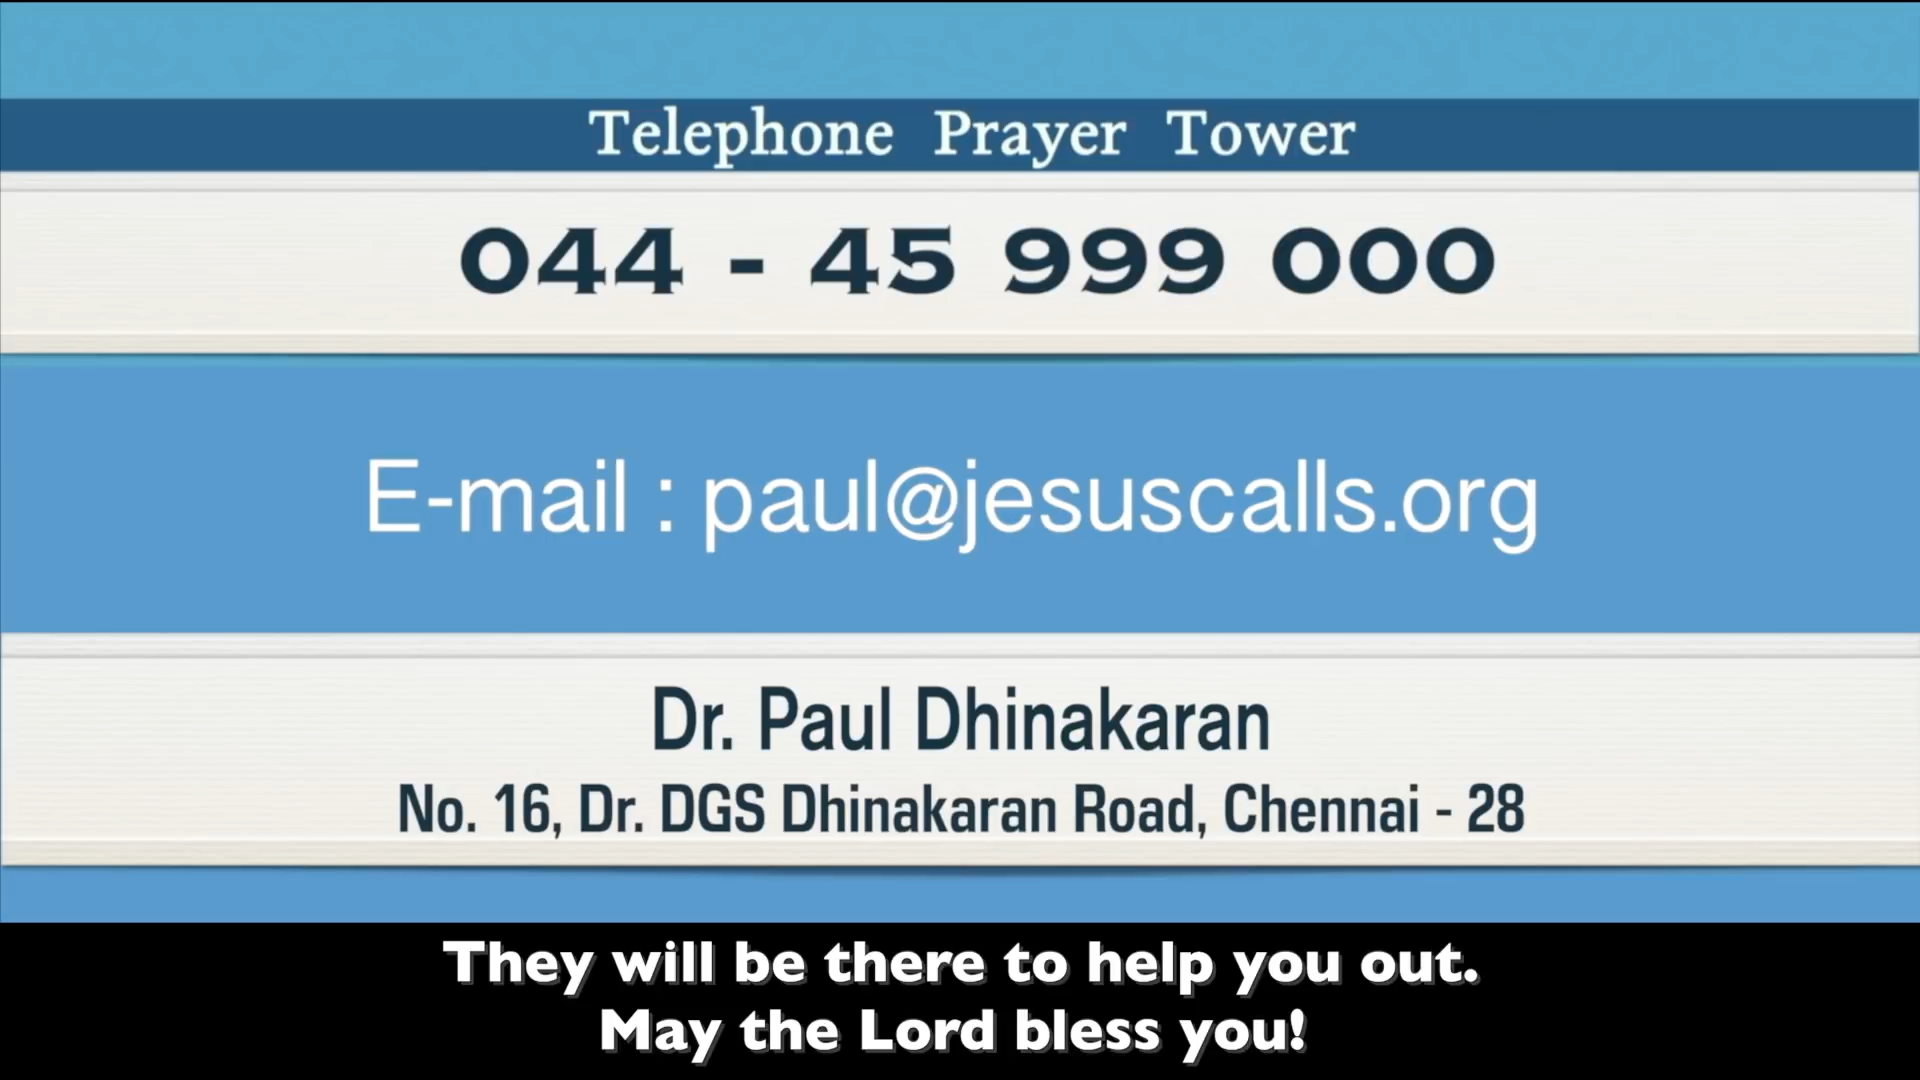 Telephone Prayer Tower
044 - 45 999 000
E-mail : paul@jesuscalls.org
Dr. Paul Dhinakaran
No. 16, Dr. DGS Dhinakaran Road, Chennai - 28
They will be there to help you out.
May the Lord bless you!